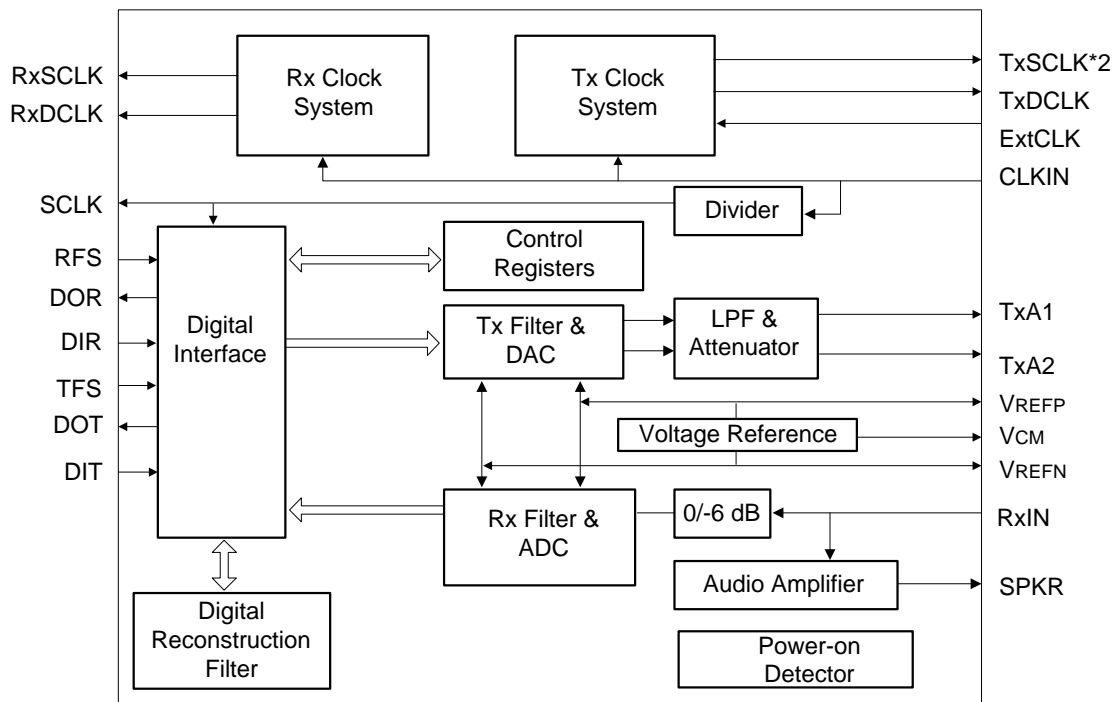 RxSCLK
RxDCLK
Rx Clock
System
Tx Clock
System
TxSCLK*2
TxDCLK
ExtCLK
CLKIN
SCLK
Divider
RFS
DOR
DIR
TFS
DOT
DIT
Digital
Interface
Control
Registers
Tx Filter &
DAC
LPF &
Attenuator
TxA1
TxA2
VREFP
Voltage Reference
VCM
VREFN
Rx Filter &
ADC
0/-6 dB
RxIN
Audio Amplifier
SPKR
Digital
Reconstruction
Filter
Power-on
Detector